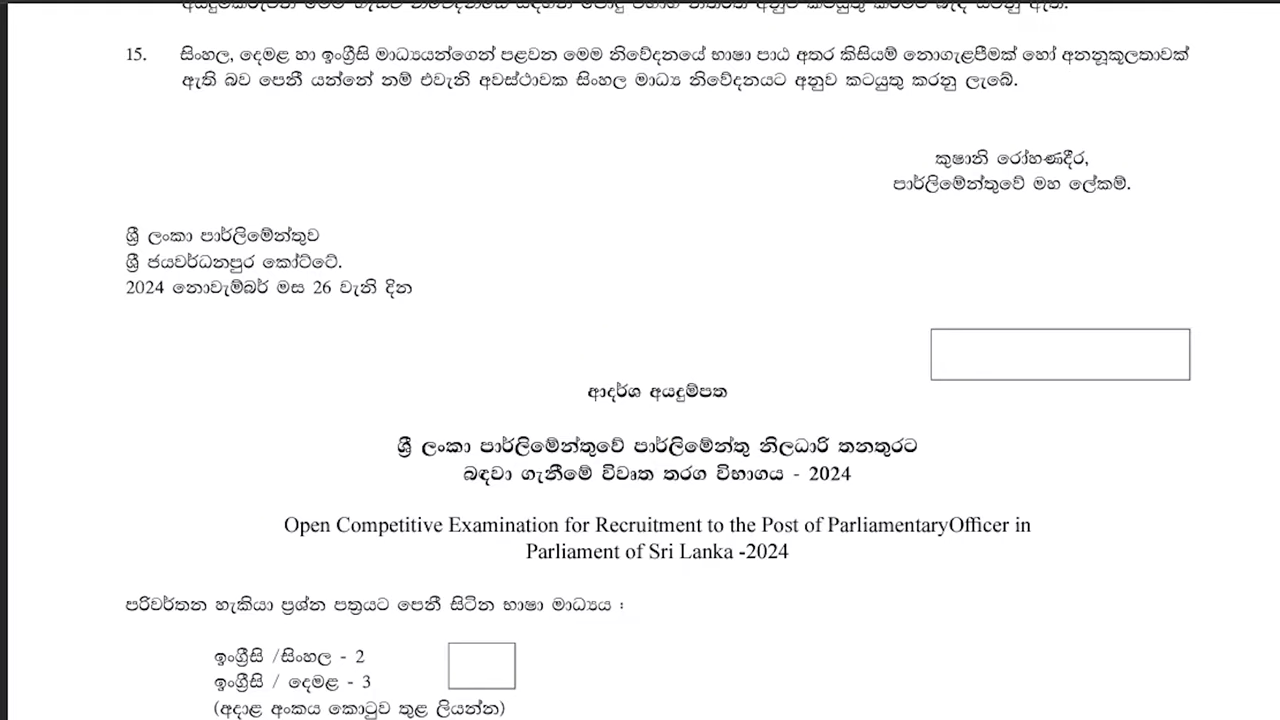 15. සිංහල, දෙමළ හා ඉංග්‍රීසි මාධ්‍යයන්ගෙන් පළවන මෙම නිවේදනයේ භාෂා පාඨ අතර කිසියම් නොගැළපීමක් හෝ අනනුකූලතාවක්
ඇති බව පෙනී යන්නේ නම් එවැනි අවස්ථාවක සිංහල මාධ්‍ය නිවේදනයට අනුව කටයුතු කරනු ලැබේ.
කුෂානි රෝහණදීර,
පාර්ලිමේන්තුවේ මහ ලේකම්.
ශ්‍රී ලංකා පාර්ලිමේන්තුව
ශ්‍රී ජයවර්ධනපුර කෝට්ටේ.
2024 නොවැම්බර් මස 26 වැනි දින
ආදර්ශ අයදුම්පත
ශ්‍රී ලංකා පාර්ලිමේන්තුවේ පාර්ලිමේන්තු නිලධාරි තනතුරට
බඳවා ගැනීමේ විවෘත තරග විභාගය - 2024
Open Competitive Examination for Recruitment to the Post of ParliamentaryOfficer in
Parliament of Sri Lanka -2024
පරිවර්තන හැකියා ප්‍රශ්න පත්‍රයට පෙනී සිටින භාෂා මාධ්‍යය :
ඉංග්‍රීසි /සිංහල - 2
ඉංග්‍රීසි / දෙමළ - 3
(අදාළ අංකය කොටුව තුළ ලියන්න)